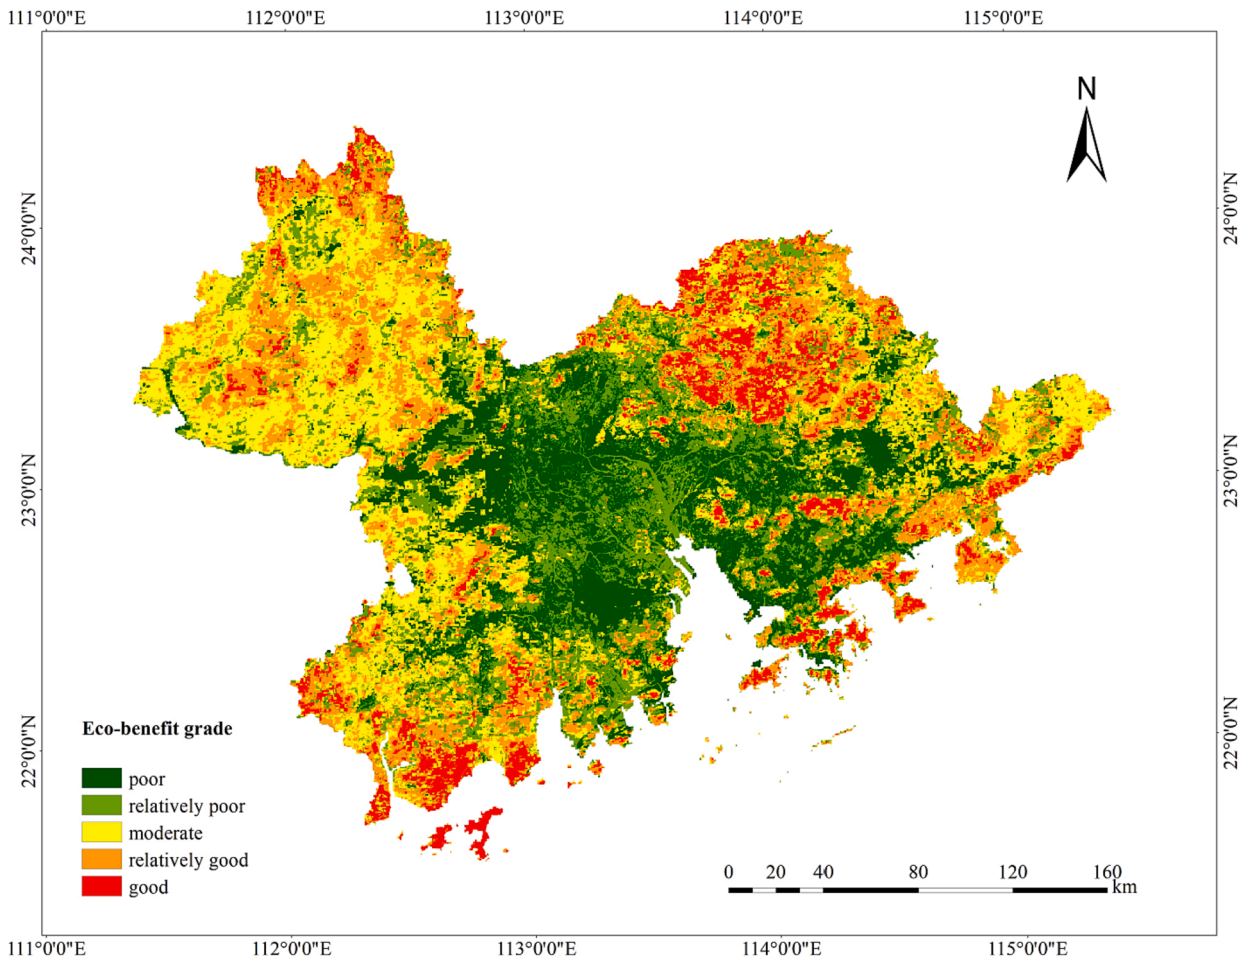 111°0'0"E 112°0'0"E 113°0'0"E 114°0'0"E 115°0'0"E
N
24°0'0"N 24°0'0"N
23°0'0"N 23°0'0"N
22°0'0"N 22°0'0"N
Eco-benefit grade
poor
relatively poor
moderate
relatively good
good
0 20 40 80 120 160
km
111°0'0"E 112°0'0"E 113°0'0"E 114°0'0"E 115°0'0"E